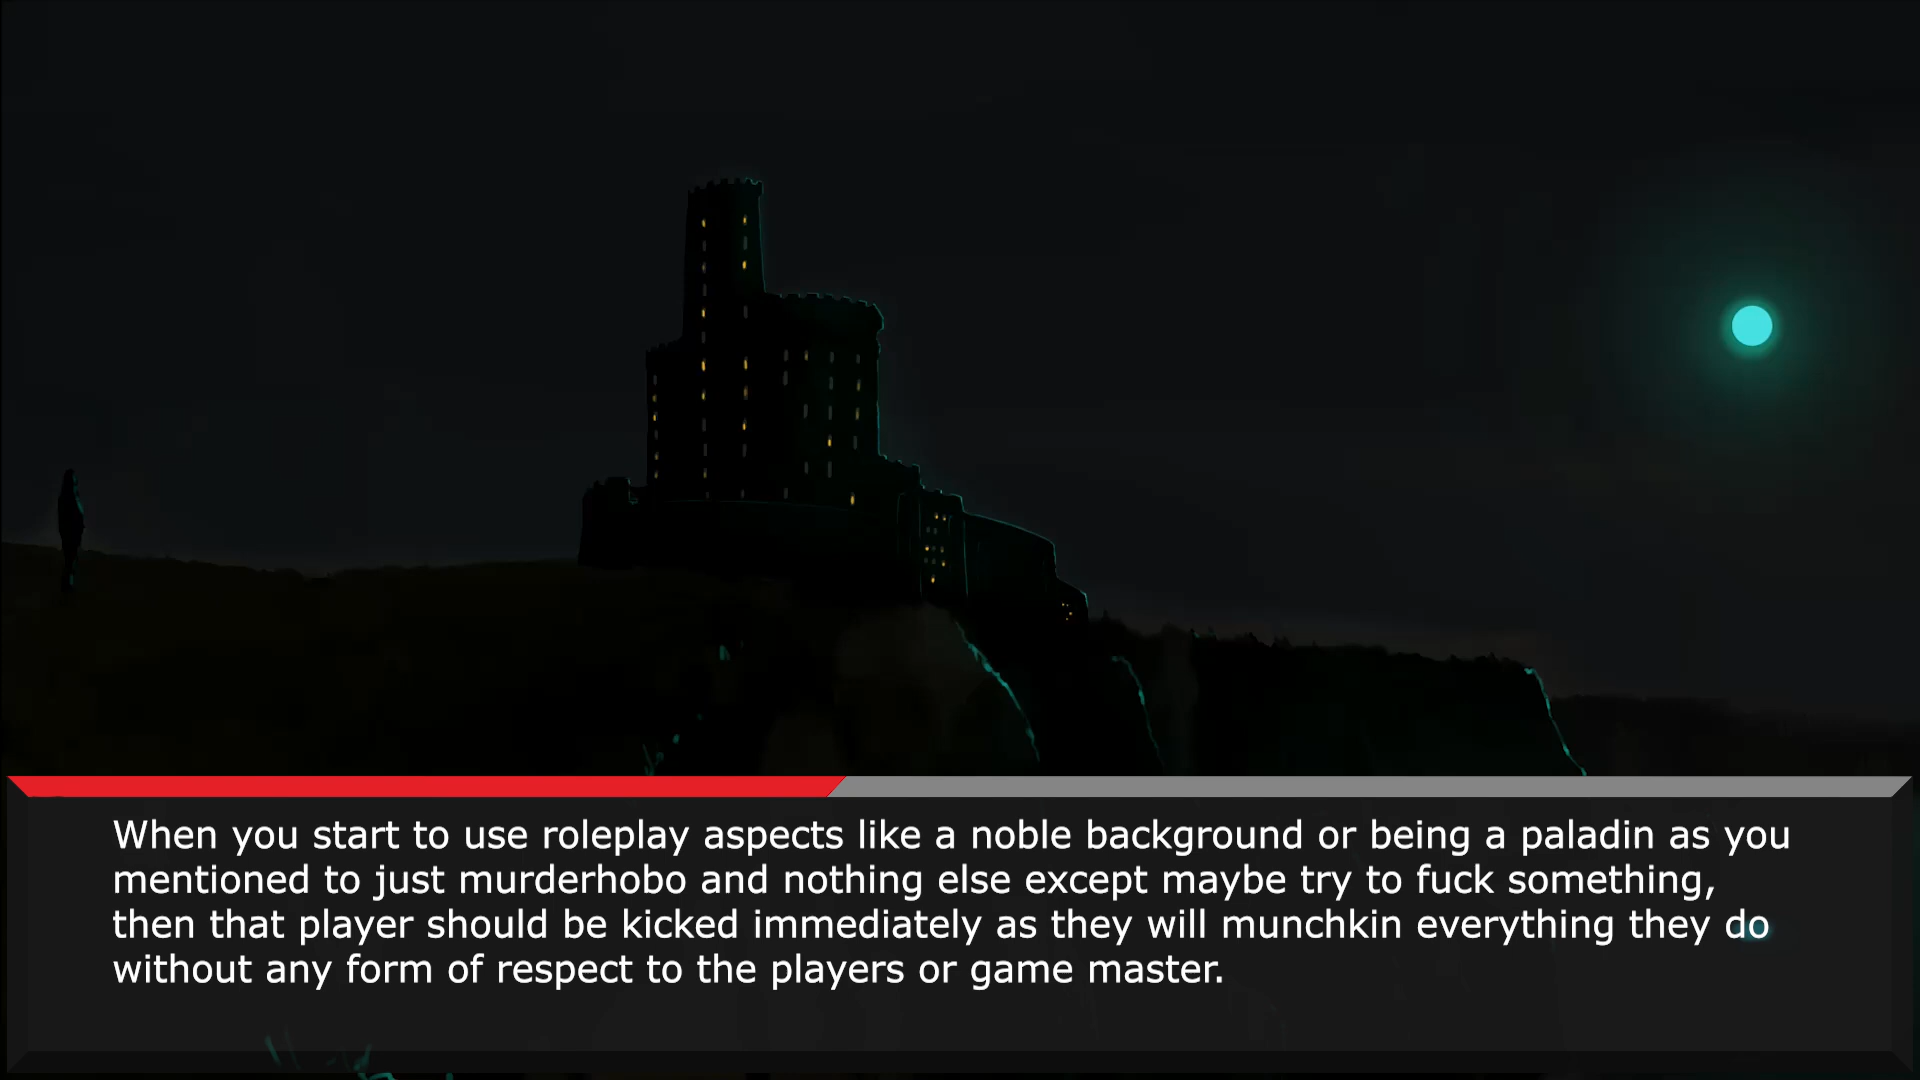 When you start to use roleplay aspects like a noble background or being a paladin as you
mentioned to just murderhobo and nothing else except maybe try to fuck something,
then that player should be kicked immediately as they will munchkin everything they do
without any form of respect to the players or game master.